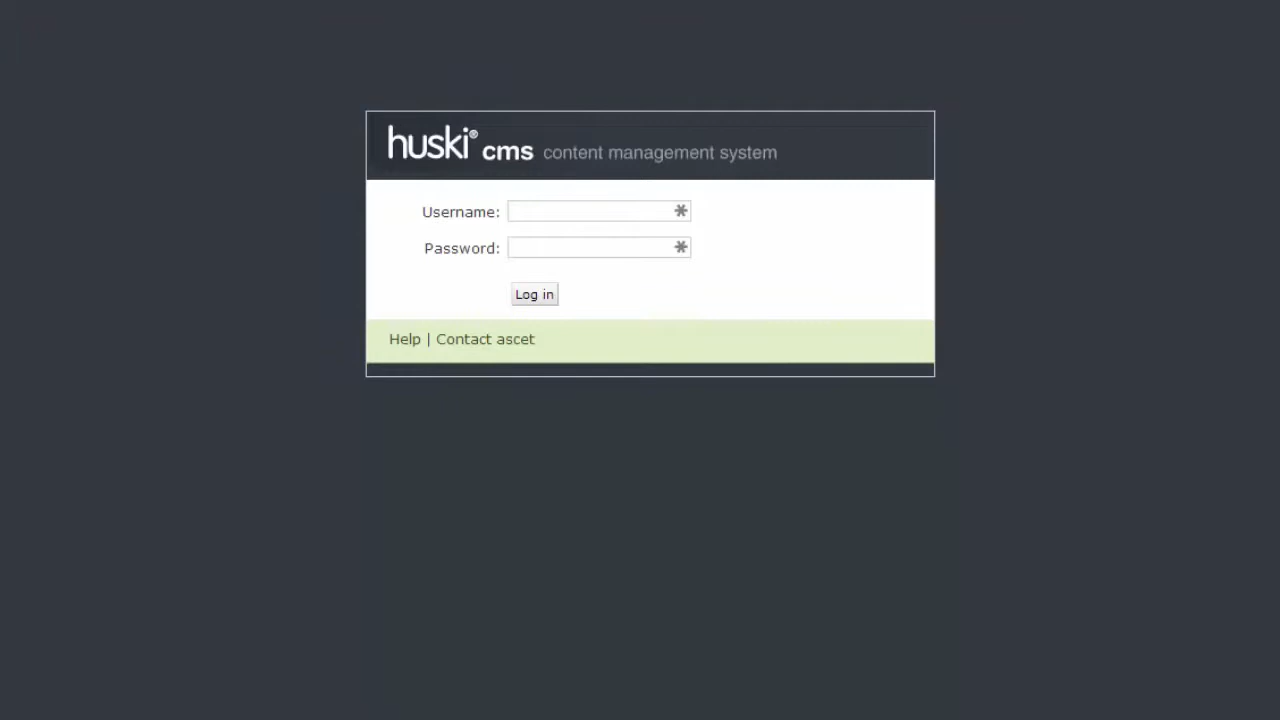 huski® cms content management system
Username:
Password:
Log in
Help | Contact ascet